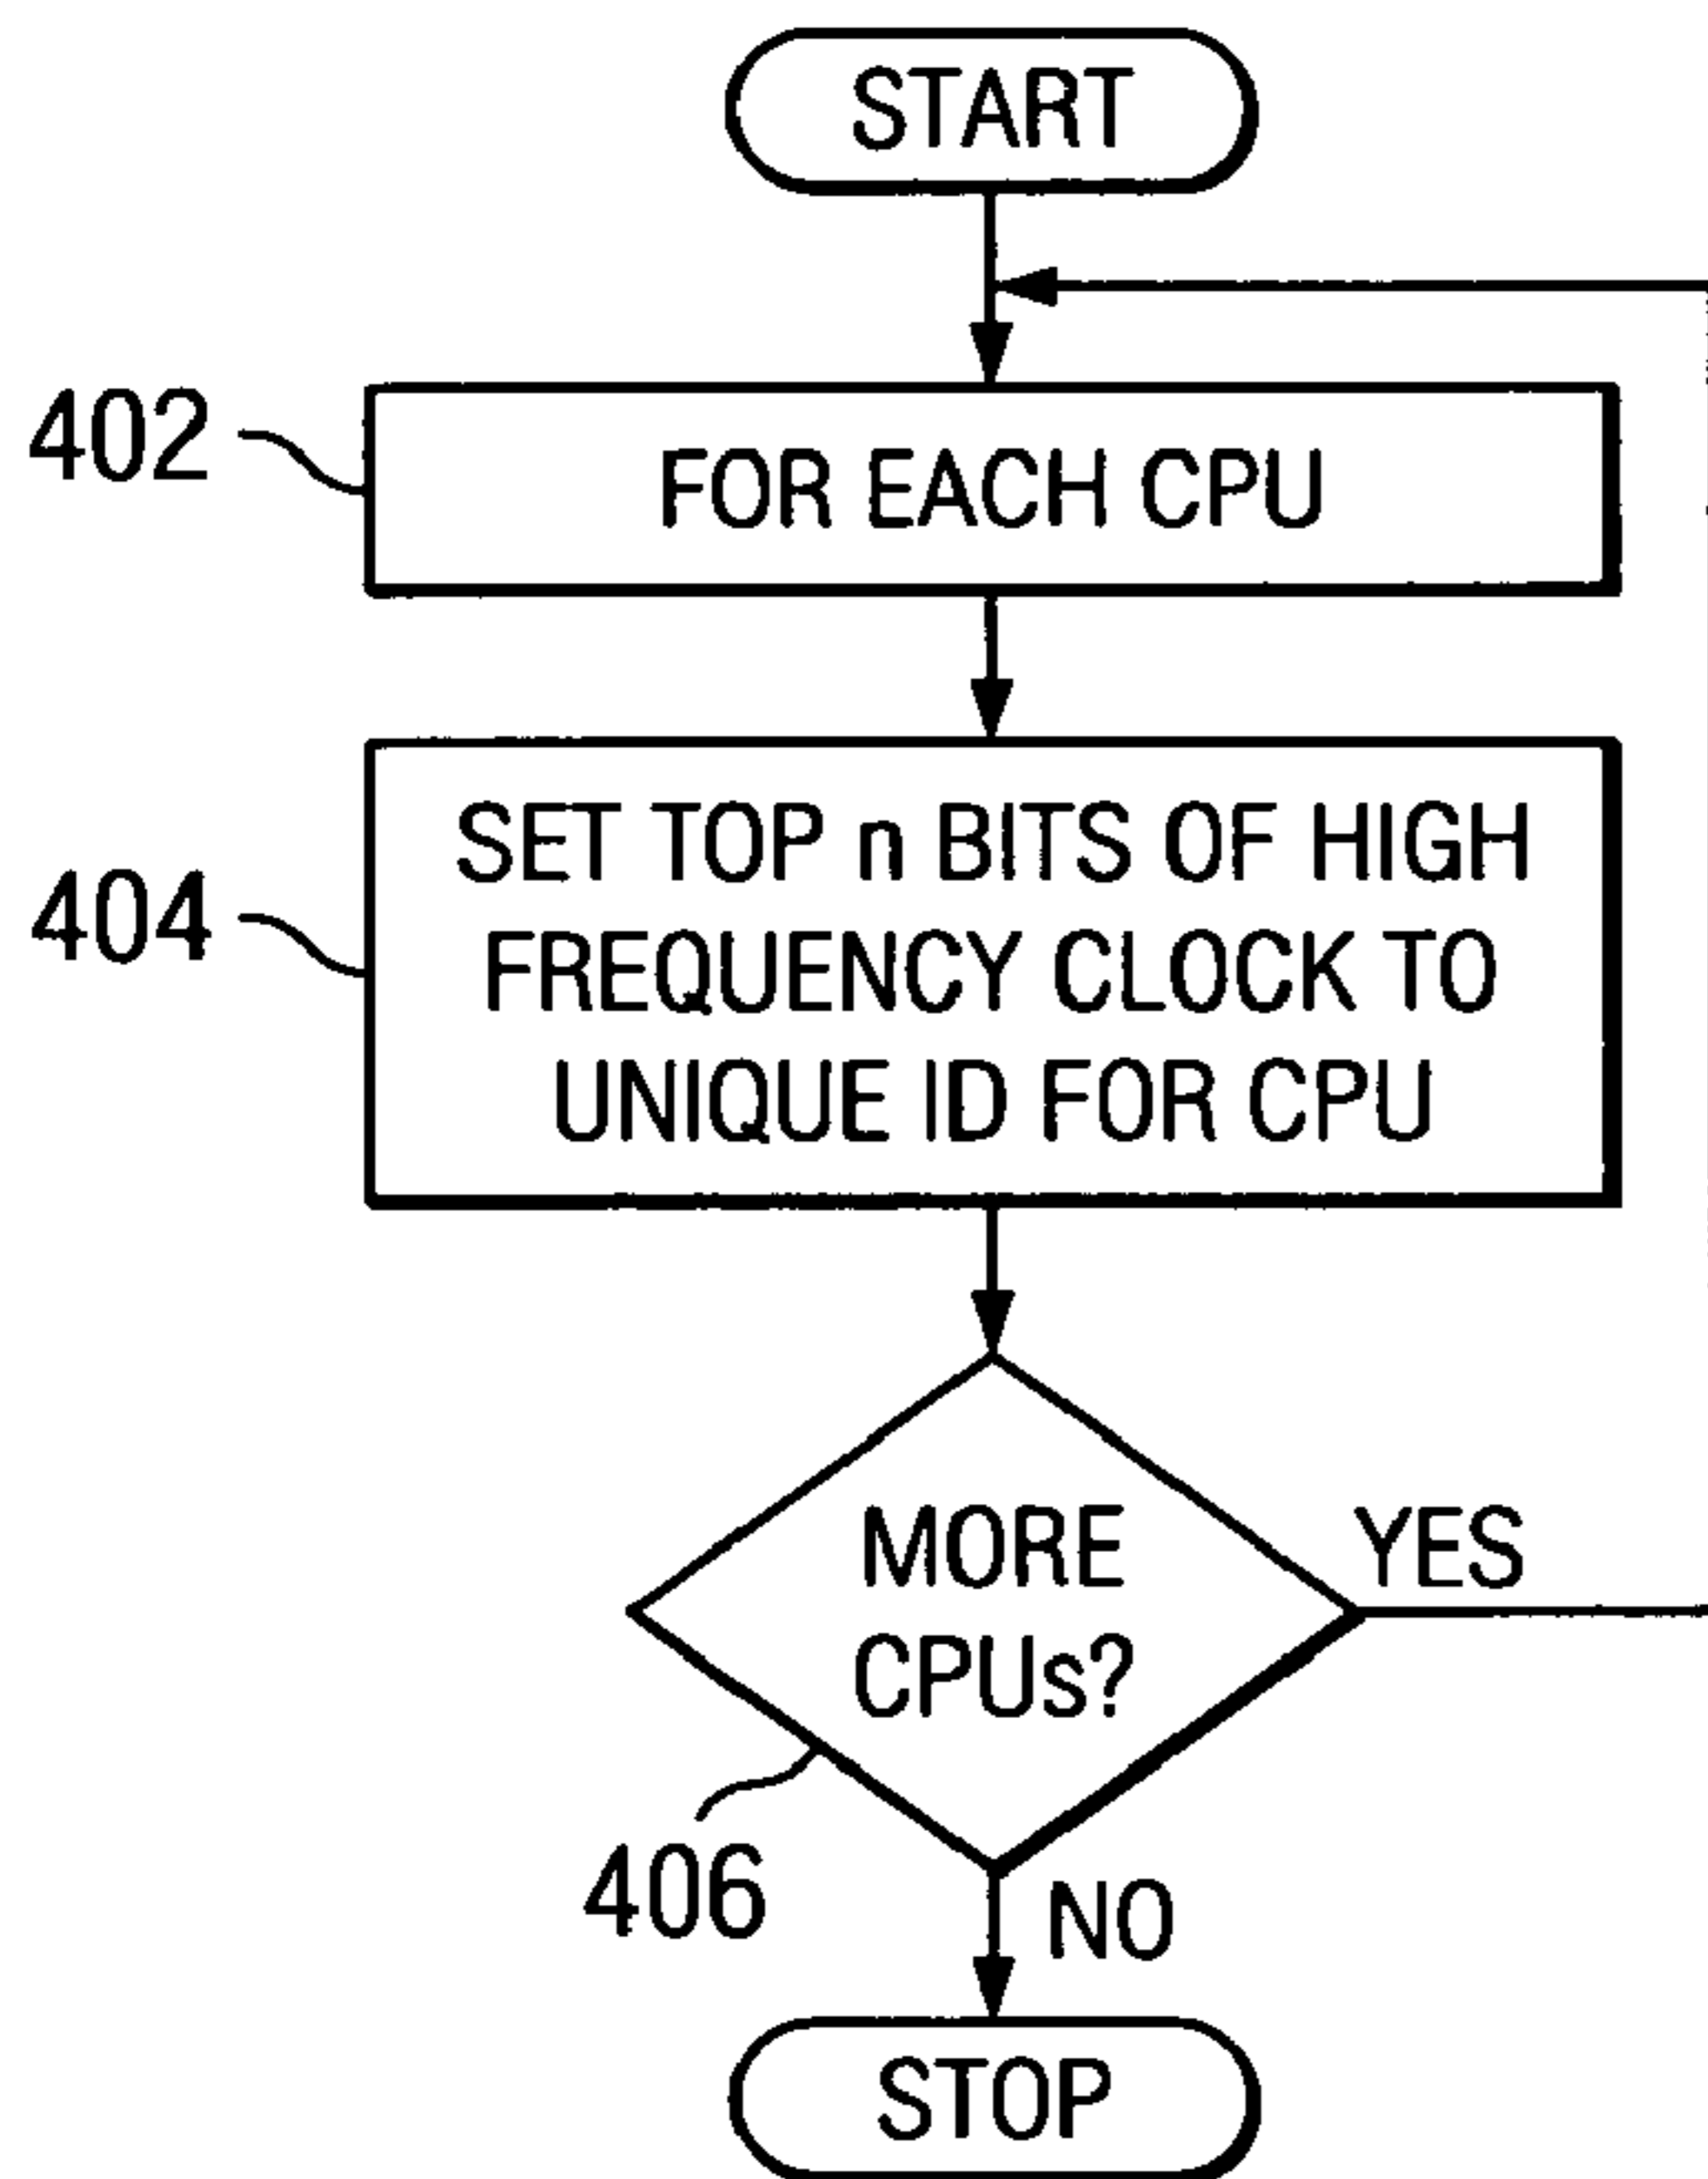 START
402
FOR EACH CPU
404
SET TOP n BITS OF HIGH
FREQUENCY CLOCK TO
UNIQUE ID FOR CPU
MORE
CPUs?
YES
406
NO
STOP